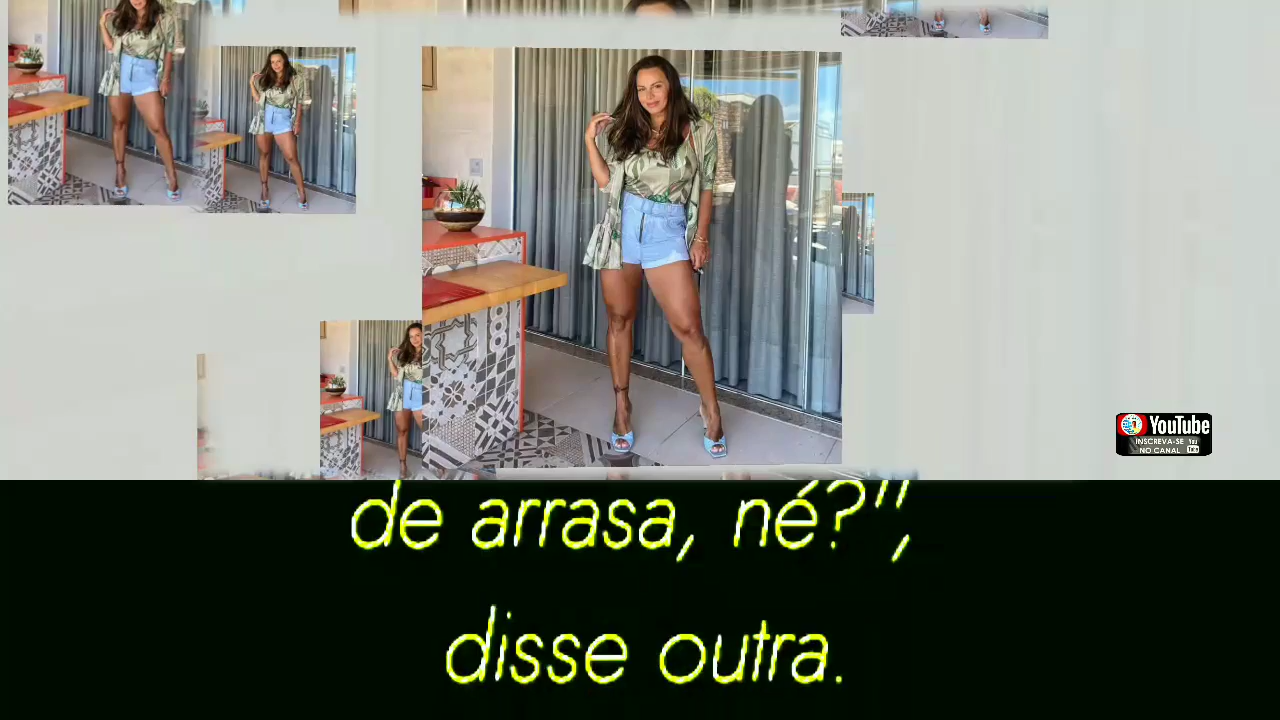 YouTube
INSCREVA-SE
NO CANAL
de arrasa, né?",
disse outra.